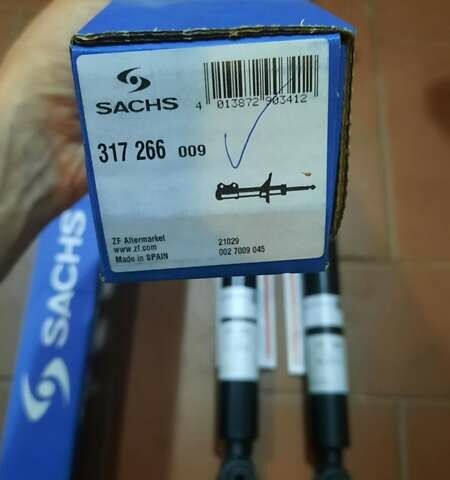 SACHS
4 013872 903412
317 266 009
ZF Aftermarket
www.zf.com
Made in SPAIN
21029
002 7009 045
SACHS